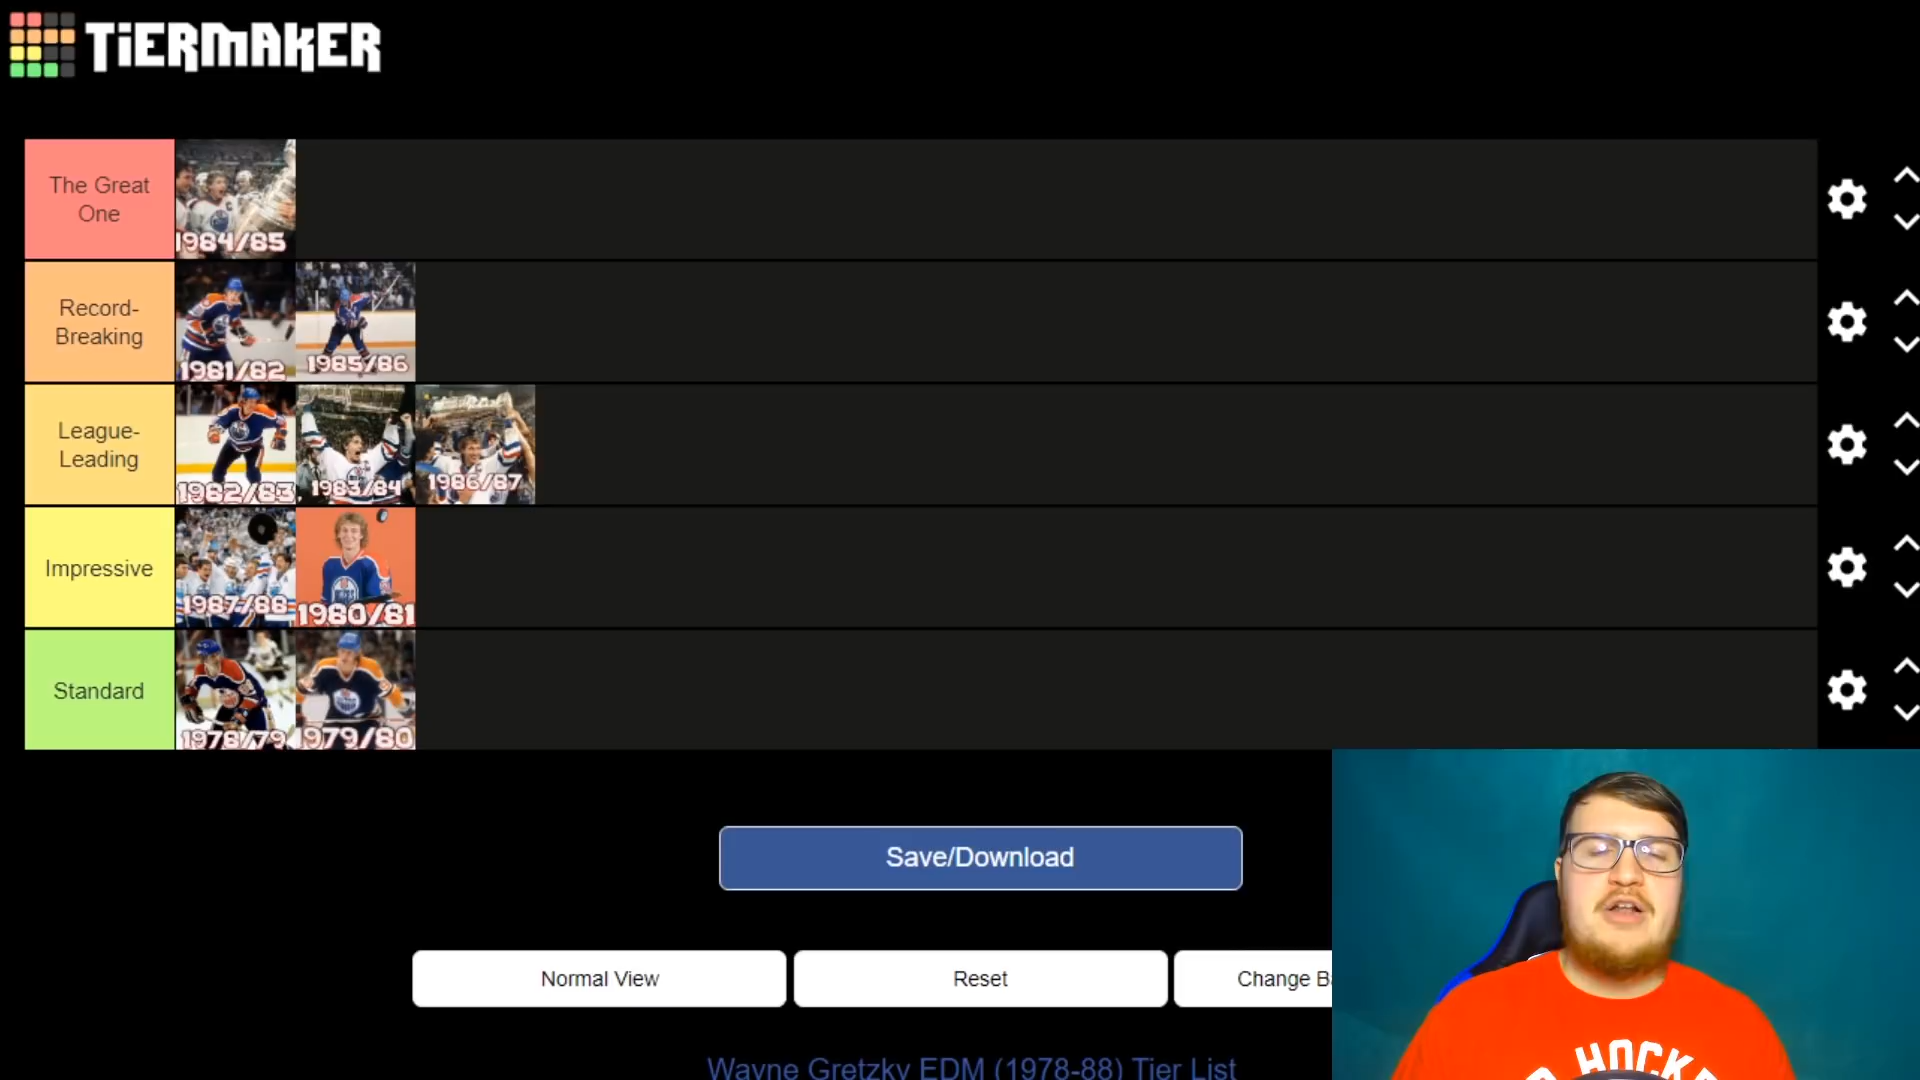 TiERMAKER
The Great
One
1984/85
Record-
Breaking
1981/82
1985/86
League-
Leading
1982/83
1983/84
1986/87
Impressive
1987/88
1980/81
Standard
1978/79
1979/80
Save/Download
Normal View
Reset
Change B
Wayne Gretzky EDM (1978-88) Tier List